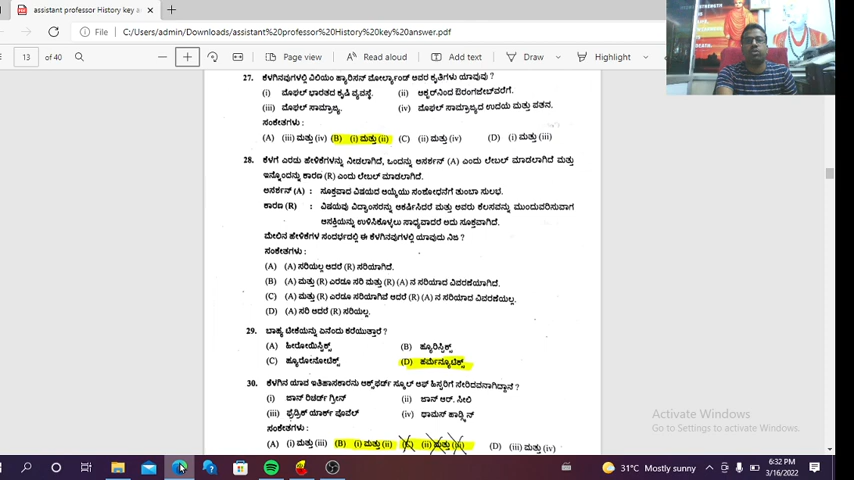 assistant professor History key a
File
C:/Users/admin/Downloads/assistant%20professor%20History%20key%20answer.pdf
13 of 40
Page view
Read aloud
Add text
Draw
Highlight
27. ಕೆಳಗಿನವುಗಳಲ್ಲಿ ವಿಲಿಯಂ ಹ್ಯಾರಿಸನ್ ಮೋರ್‌ಲ್ಯಾಂಡ್ ಅವರ ಕೃತಿಗಳು ಯಾವುವು ?
(i) ಮೊಘಲ್ ಭಾರತದ ಕೃಷಿ ವ್ಯವಸ್ಥೆ. (ii) ಅಕ್ಬರ್‌ನಿಂದ ಔರಂಗಜೇಬ್‌ವರೆಗೆ.
(iii) ಮೊಘಲ್ ಸಾಮ್ರಾಜ್ಯ. (iv) ಮೊಘಲ್ ಸಾಮ್ರಾಜ್ಯದ ಉದಯ ಮತ್ತು ಪತನ.
ಸಂಕೇತಗಳು :
(A) (iii) ಮತ್ತು (iv) (B) (i) ಮತ್ತು (ii) (C) (ii) ಮತ್ತು (iv) (D) (i) ಮತ್ತು (iii)
28. ಕೆಳಗೆ ಎರಡು ಹೇಳಿಕೆಗಳನ್ನು ನೀಡಲಾಗಿದೆ, ಒಂದನ್ನು ಅಸರ್ಶನ್ (A) ಎಂದು ಲೇಬಲ್ ಮಾಡಲಾಗಿದೆ ಮತ್ತು
ಇನ್ನೊಂದನ್ನು ಕಾರಣ (R) ಎಂದು ಲೇಬಲ್ ಮಾಡಲಾಗಿದೆ.
ಅಸರ್ಶನ್ (A) : ಸೂಕ್ತವಾದ ವಿಷಯದ ಆಯ್ಕೆಯು ಸಂಶೋಧನೆಗೆ ತುಂಬಾ ಸುಲಭ.
ಕಾರಣ (R) : ವಿಷಯವು ವಿದ್ವಾಂಸರನ್ನು ಆಕರ್ಷಿಸಿದರೆ ಮತ್ತು ಅವರು ಕೆಲಸವನ್ನು ಮುಂದುವರಿಸುವಾಗ
ಆಸಕ್ತಿಯನ್ನು ಉಳಿಸಿಕೊಳ್ಳಲು ಸಾಧ್ಯವಾದರೆ ಅದು ಸೂಕ್ತವಾಗಿದೆ.
ಮೇಲಿನ ಹೇಳಿಕೆಗಳ ಸಂದರ್ಭದಲ್ಲಿ ಈ ಕೆಳಗಿನವುಗಳಲ್ಲಿ ಯಾವುದು ನಿಜ ?
ಸಂಕೇತಗಳು :
(A) (A) ಸರಿಯಲ್ಲ ಆದರೆ (R) ಸರಿಯಾಗಿದೆ.
(B) (A) ಮತ್ತು (R) ಎರಡೂ ಸರಿ ಮತ್ತು (R) (A) ನ ಸರಿಯಾದ ವಿವರಣೆಯಾಗಿದೆ.
(C) (A) ಮತ್ತು (R) ಎರಡೂ ಸರಿಯಾಗಿವೆ ಆದರೆ (R) (A) ನ ಸರಿಯಾದ ವಿವರಣೆಯಲ್ಲ.
(D) (A) ಸರಿ ಆದರೆ (R) ಸರಿಯಲ್ಲ.
29. ಬಾಹ್ಯ ಟೀಕೆಯನ್ನು ಏನೆಂದು ಕರೆಯುತ್ತಾರೆ ?
(A) ಹೀರೋಯಿಸ್ಟಿಕ್ಸ್ (B) ಹ್ಯೂರಿಸ್ಟಿಕ್ಸ್
(C) ಹ್ಯೂರೋನೋಟಿಕ್ಸ್ (D) ಹರ್ಮೆನ್ಯೂಟಿಕ್ಸ್
30. ಕೆಳಗಿನ ಯಾವ ಇತಿಹಾಸಕಾರನು ಆಕ್ಸ್‌ಫರ್ಡ್ ಸ್ಕೂಲ್ ಆಫ್ ಹಿಸ್ಟರಿಗೆ ಸೇರಿದವನಾಗಿದ್ದಾನೆ ?
(i) ಜಾನ್ ರಿಚರ್ಡ್ ಗ್ರೀನ್ (ii) ಜಾನ್ ಆರ್. ಸೀಲಿ
(iii) ಫ್ರೆಡ್ರಿಕ್ ಯಾರ್ಕ್ ಪೊವೆಲ್ (iv) ಥಾಮಸ್ ಹಾಡ್ಸ್ಕಿನ್
ಸಂಕೇತಗಳು :
(A) (i) ಮತ್ತು (iii) (B) (i) ಮತ್ತು (ii) (C) (ii) ಮತ್ತು (iii) (D) (iii) ಮತ್ತು (iv)
Activate Windows
Go to Settings to activate Windows.
31°C Mostly sunny
6:32 PM
3/16/2022